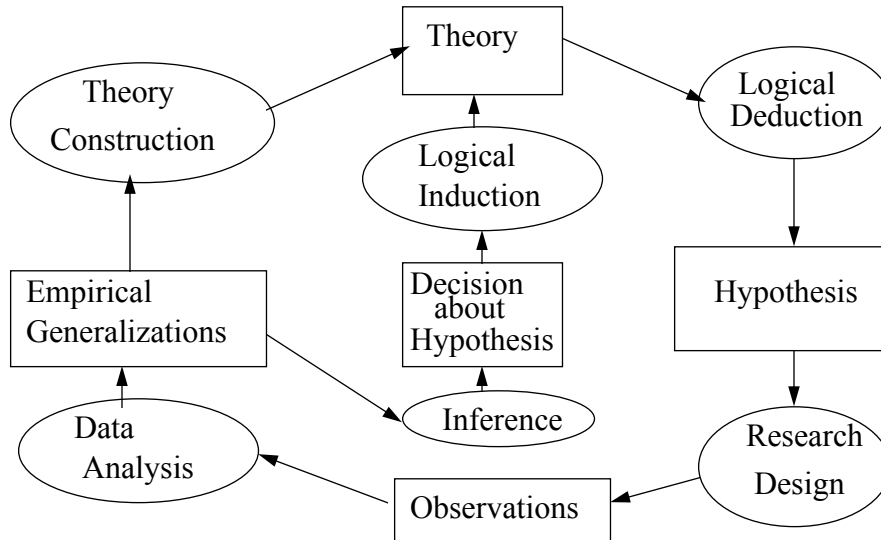 Theory
Theory
Construction
Logical
Deduction
Logical
Induction
Empirical
Generalizations
Decision
about
Hypothesis
Hypothesis
Data
Analysis
Inference
Research
Design
Observations